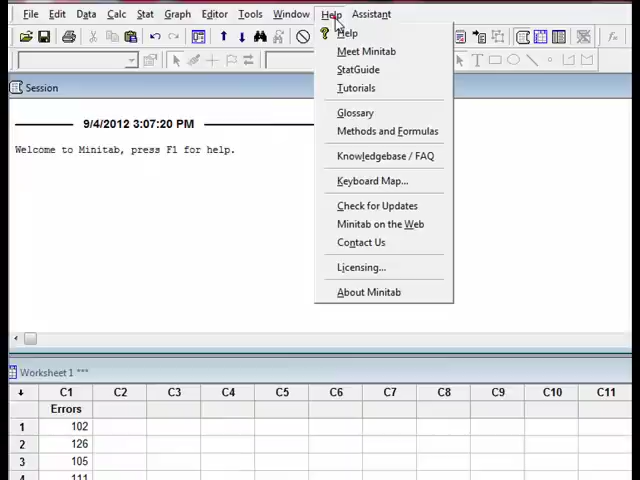 File Edit Data Calc Stat Graph Editor Tools Window Help Assistant
? Help
Meet Minitab
StatGuide
Tutorials
Glossary
Methods and Formulas
Knowledgebase / FAQ
Keyboard Map...
Check for Updates
Minitab on the Web
Contact Us
Licensing...
About Minitab
Session
9/4/2012 3:07:20 PM
Welcome to Minitab, press F1 for help.
Worksheet 1 ***
C1 C2 C3 C4 C5 C6 C7 C8 C9 C10 C11
Errors
1 102
2 126
3 105
4 111